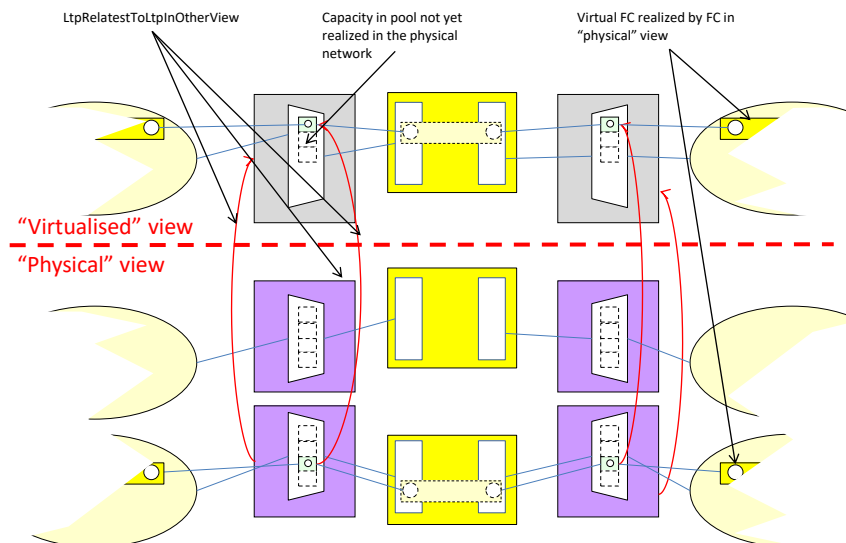 LtpRelatestToLtpInOtherView
Capacity in pool not yet
realized in the physical
network
Virtual FC realized by FC in
“physical” view
“Virtualised” view
“Physical” view